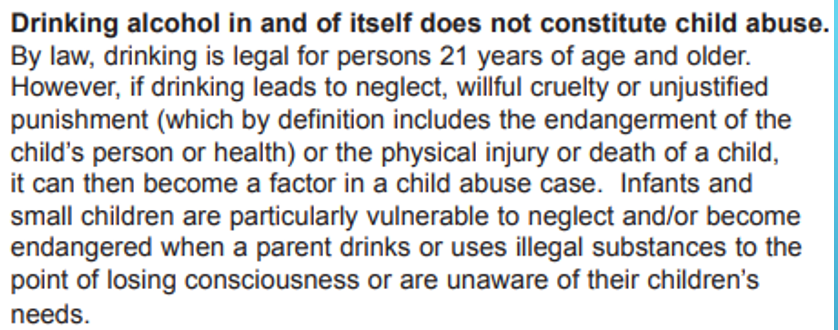 Drinking alcohol in and of itself does not constitute child abuse.
By law, drinking is legal for persons 21 years of age and older.
However, if drinking leads to neglect, willful cruelty or unjustified
punishment (which by definition includes the endangerment of the
child's person or health) or the physical injury or death of a child,
it can then become a factor in a child abuse case.  Infants and
small children are particularly vulnerable to neglect and/or become
endangered when a parent drinks or uses illegal substances to the
point of losing consciousness or are unaware of their children's
needs.